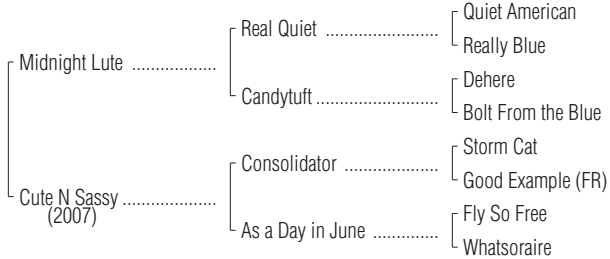 Quiet American
Real Quiet ....................
Really Blue
Midnight Lute ...................
Dehere
Candytuft ...........................
Bolt From the Blue
Storm Cat
Consolidator .....................
Good Example (FR)
Cute N Sassy .....................
(2007)
Fly So Free
As a Day in June ..............
Whatsoraire